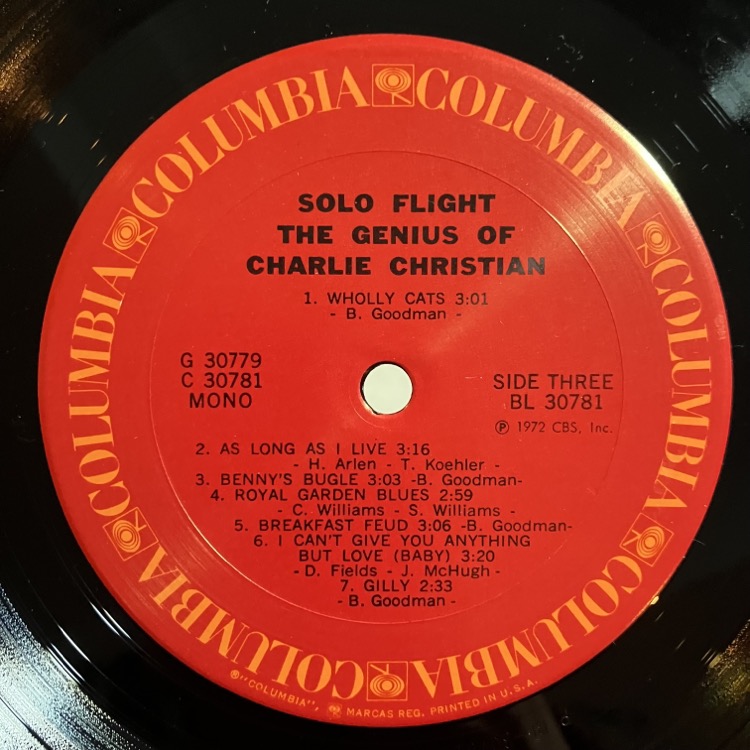 COLUMBIA COLUMBIA COLUMBIA COLUMBIA COLUMBIA COLUMBIA COLUMBIA COLUMBIA
SOLO FLIGHT
THE GENIUS OF
CHARLIE CHRISTIAN
1. WHOLLY CATS 3:01
- B. Goodman -
G 30779
C 30781
MONO
SIDE THREE
BL 30781
℗ 1972 CBS, Inc.
2. AS LONG AS I LIVE 3:16
- H. Arlen - T. Koehler -
3. BENNY'S BUGLE 3:03 -B. Goodman-
4. ROYAL GARDEN BLUES 2:59
- C. Williams - S. Williams -
5. BREAKFAST FEUD 3:06 -B. Goodman-
6. I CAN'T GIVE YOU ANYTHING
BUT LOVE (BABY) 3:20
- D. Fields - J. McHugh -
7. GILLY 2:33
- B. Goodman -
®"COLUMBIA", MARCAS REG. PRINTED IN U.S.A.